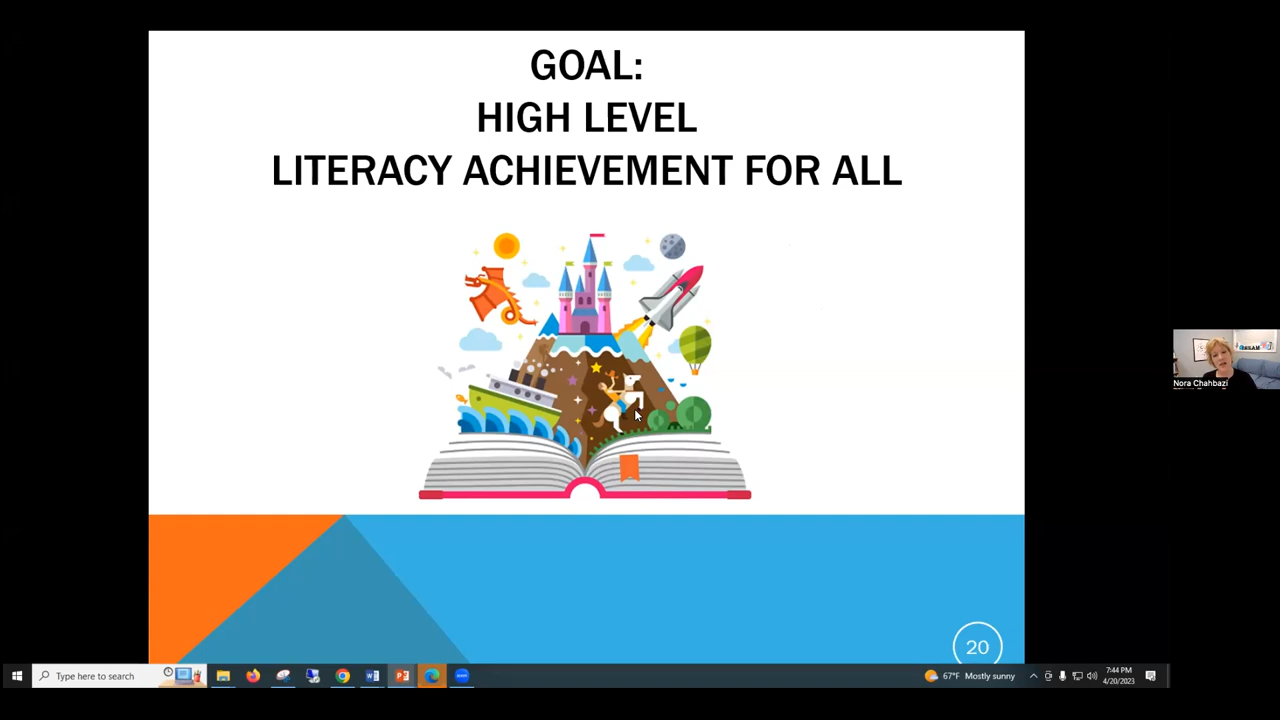 GOAL:
HIGH LEVEL
LITERACY ACHIEVEMENT FOR ALL
Nora Chahbazi
20
Type here to search
67°F Mostly sunny
7:44 PM
4/20/2023